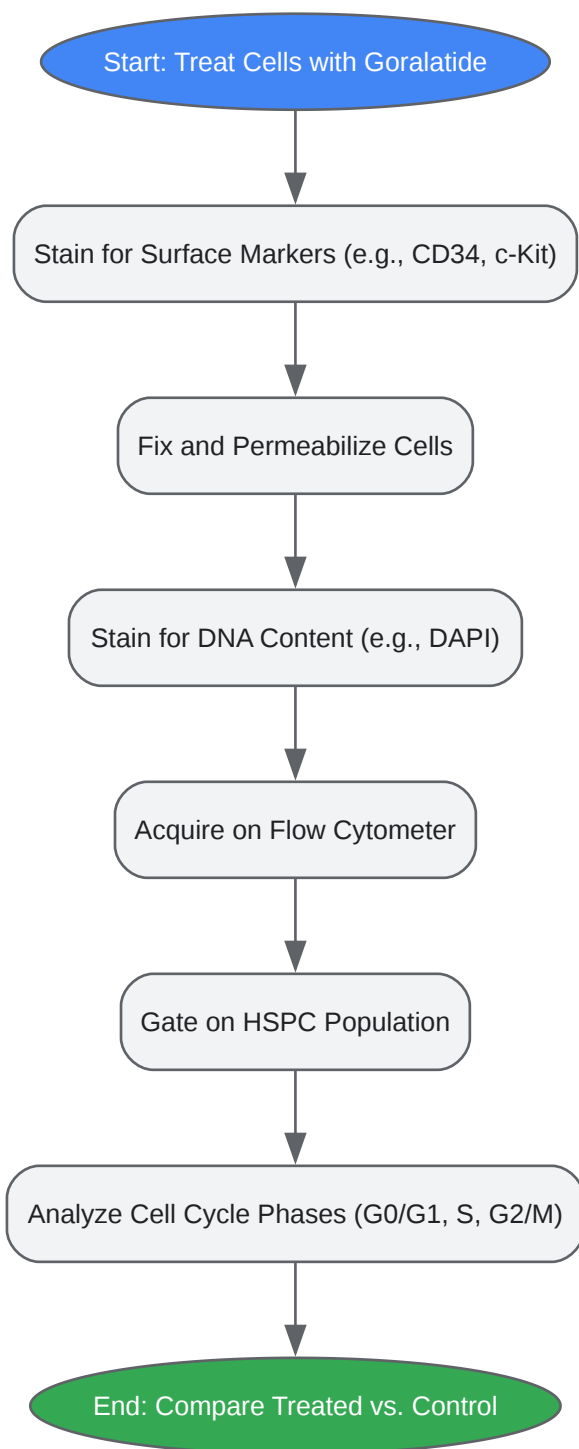 Start: Treat Cells with Goralatide
Stain for Surface Markers (e.g., CD34, c-Kit)
Fix and Permeabilize Cells
Stain for DNA Content (e.g., DAPI)
Acquire on Flow Cytometer
Gate on HSPC Population
Analyze Cell Cycle Phases (G0/G1, S, G2/M)
End: Compare Treated vs. Control